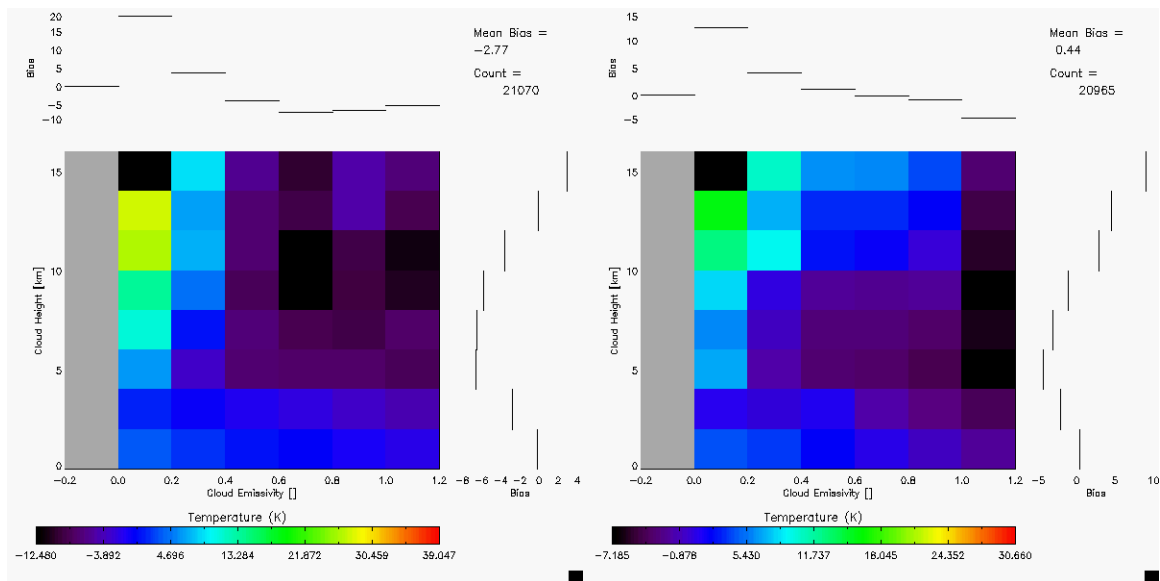 20
15
10
5
0
−5
−10
Bias
Mean Bias =
−2.77
Count =
21070
15
10
5
0
Cloud Height [km]
−0.2 0.0 0.2 0.4 0.6 0.8 1.0 1.2
Cloud Emissivity []
−8 −6 −4 −2 0 2 4
Bias
Temperature (K)
−12.480 −3.892 4.696 13.284 21.872 30.459 39.047
15
10
5
0
−5
Bias
Mean Bias =
0.44
Count =
20965
15
10
5
0
Cloud Height [km]
−0.2 0.0 0.2 0.4 0.6 0.8 1.0 1.2
Cloud Emissivity []
−5 0 5 10
Bias
Temperature (K)
−7.185 −0.878 5.430 11.737 18.045 24.352 30.660